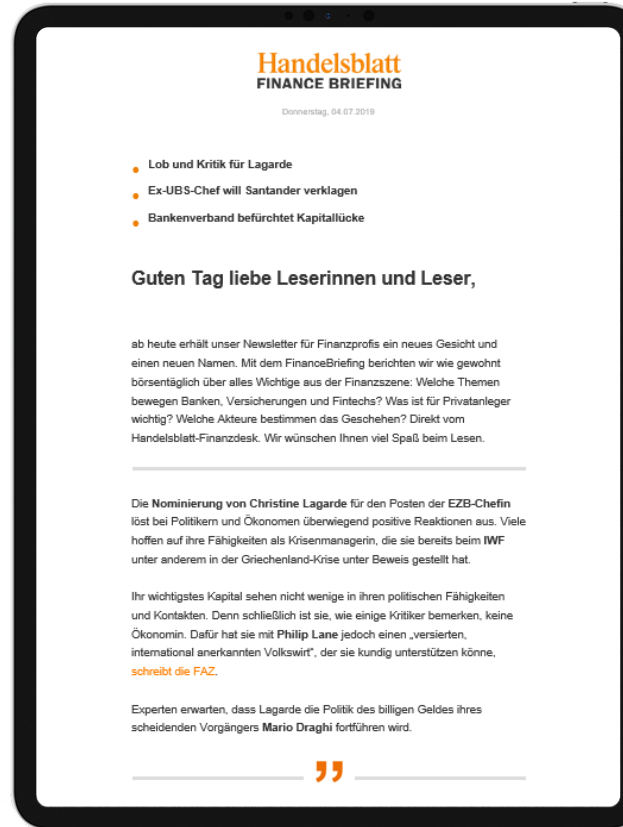 Handelsblatt
FINANCE BRIEFING
Donnerstag, 04.07.2019
Lob und Kritik für Lagarde
Ex-UBS-Chef will Santander verklagen
Bankenverband befürchtet Kapitallücke
Guten Tag liebe Leserinnen und Leser,
ab heute erhält unser Newsletter für Finanzprofis ein neues Gesicht und
einen neuen Namen. Mit dem FinanceBriefing berichten wir wie gewohnt
börsentäglich über alles Wichtige aus der Finanzszene: Welche Themen
bewegen Banken, Versicherungen und Fintechs? Was ist für Privatanleger
wichtig? Welche Akteure bestimmen das Geschehen? Direkt vom
Handelsblatt-Finanzdesk. Wir wünschen Ihnen viel Spaß beim Lesen.
Die Nominierung von Christine Lagarde für den Posten der EZB-Chefin
löst bei Politikern und Ökonomen überwiegend positive Reaktionen aus. Viele
hoffen auf ihre Fähigkeiten als Krisenmanagerin, die sie bereits beim IWF
unter anderem in der Griechenland-Krise unter Beweis gestellt hat.
Ihr wichtigstes Kapital sehen nicht wenige in ihren politischen Fähigkeiten
und Kontakten. Denn schließlich ist sie, wie einige Kritiker bemerken, keine
Ökonomin. Dafür hat sie mit Philip Lane jedoch einen „versierten,
international anerkannten Volkswirt“, der sie kundig unterstützen könne,
schreibt die FAZ.
Experten erwarten, dass Lagarde die Politik des billigen Geldes ihres
scheidenden Vorgängers Mario Draghi fortführen wird.
”